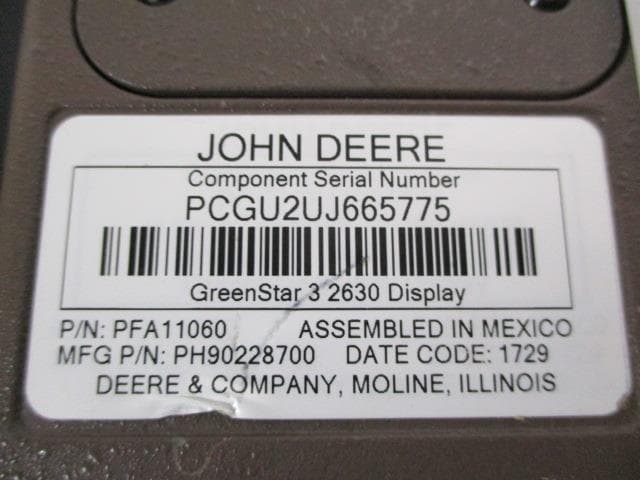 JOHN DEERE
Component Serial Number
PCGU2UJ665775
GreenStar 3 2630 Display
P/N: PFA11060 ASSEMBLED IN MEXICO
MFG P/N: PH90228700 DATE CODE: 1729
DEERE & COMPANY, MOLINE, ILLINOIS